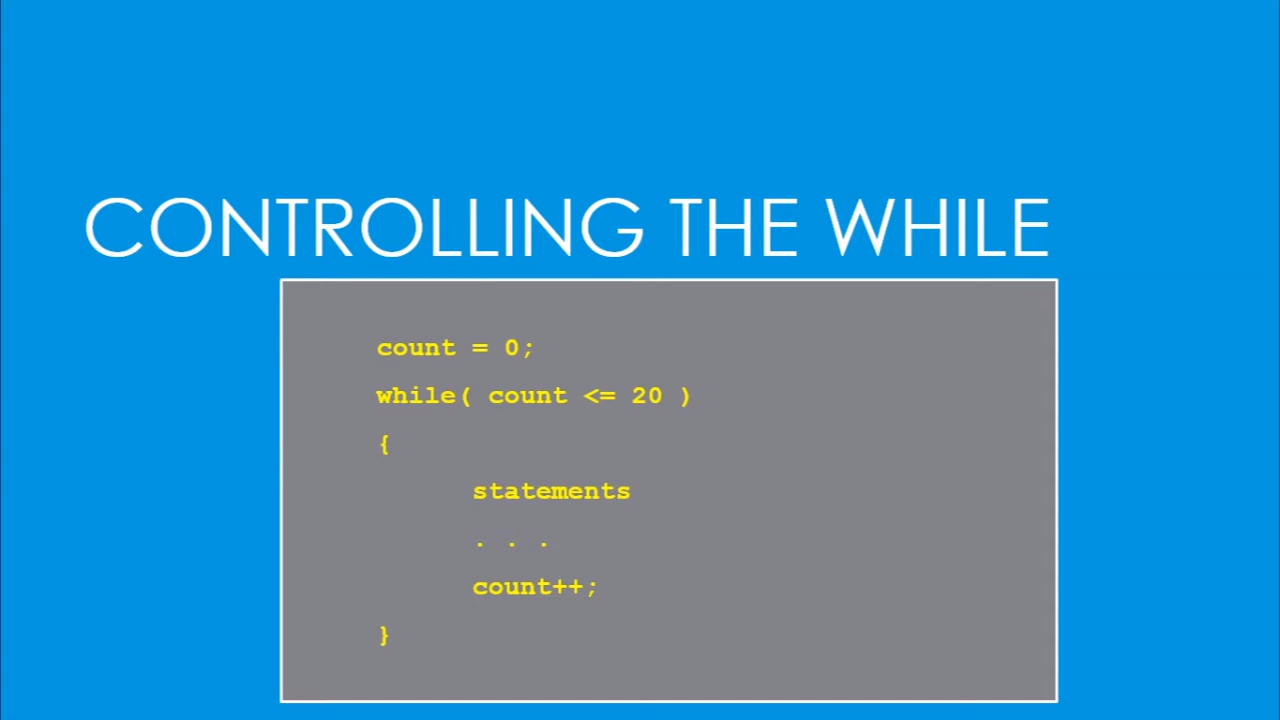 CONTROLLING THE WHILE
count = 0;
while( count <= 20 )
{
statements
. . .
count++;
}